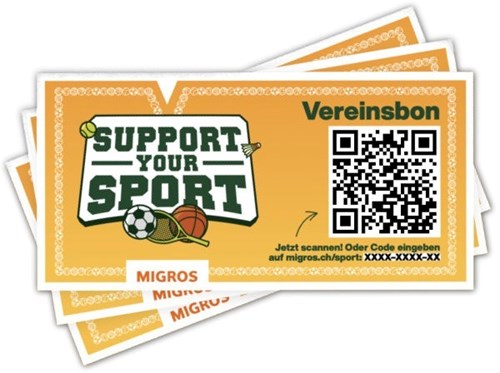 SUPPORT
YOUR
SPORT
Vereinsbon
Jetzt scannen! Oder Code eingeben
auf migros.ch/sport: XXXX-XXXX-XX
MIGROS
MIGROS
MIGROS